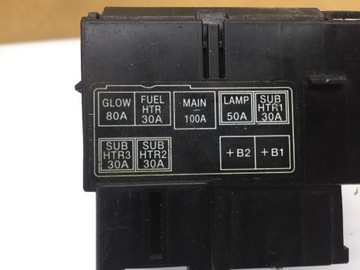 GLOW
80A
FUEL
HTR
30A
MAIN
100A
LAMP
50A
SUB
HTR1
30A
SUB
HTR3
30A
SUB
HTR2
30A
+B2
+B1